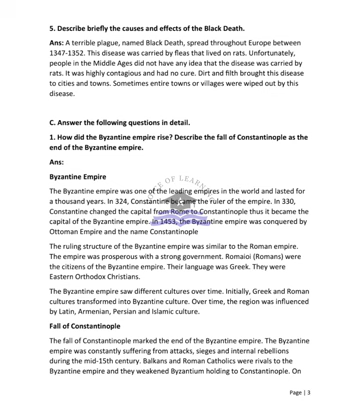 5. Describe briefly the causes and effects of the Black Death.
Ans: A terrible plague, named Black Death, spread throughout Europe between
1347-1352. This disease was carried by fleas that lived on rats. Unfortunately,
people in the Middle Ages did not have any idea that the disease was carried by
rats. It was highly contagious and had no cure. Dirt and filth brought this disease
to cities and towns. Sometimes entire towns or villages were wiped out by this
disease.
C. Answer the following questions in detail.
1. How did the Byzantine empire rise? Describe the fall of Constantinople as the
end of the Byzantine empire.
Ans:
Byzantine Empire
The Byzantine empire was one of the leading empires in the world and lasted for
a thousand years. In 324, Constantine became the ruler of the empire. In 330,
Constantine changed the capital from Rome to Constantinople thus it became the
capital of the Byzantine empire. In 1453, the Byzantine empire was conquered by
Ottoman Empire and the name Constantinople
The ruling structure of the Byzantine empire was similar to the Roman empire.
The empire was prosperous with a strong government. Romaioi (Romans) were
the citizens of the Byzantine empire. Their language was Greek. They were
Eastern Orthodox Christians.
The Byzantine empire saw different cultures over time. Initially, Greek and Roman
cultures transformed into Byzantine culture. Over time, the region was influenced
by Latin, Armenian, Persian and Islamic culture.
Fall of Constantinople
The fall of Constantinople marked the end of the Byzantine empire. The Byzantine
empire was constantly suffering from attacks, sieges and internal rebellions
during the mid-15th century. Balkans and Roman Catholics were rivals to the
Byzantine empire and they weakened Byzantium holding to Constantinople. On
Page | 3